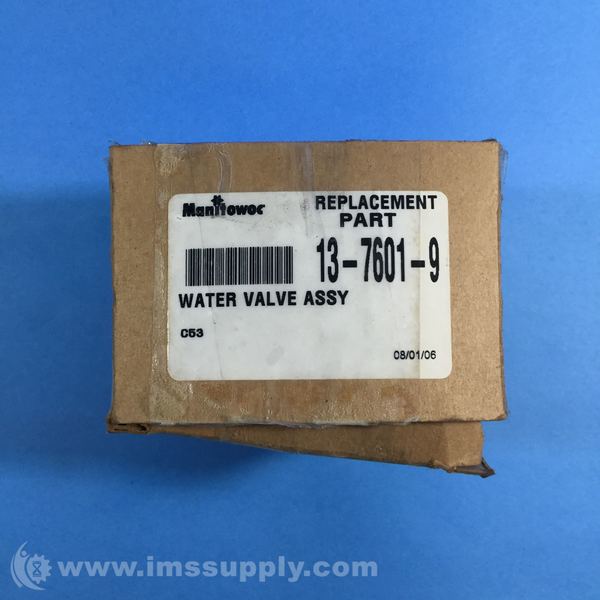 Manitowoc
REPLACEMENT
PART
13-7601-9
WATER VALVE ASSY
C53
08/01/06
www.imssupply.com